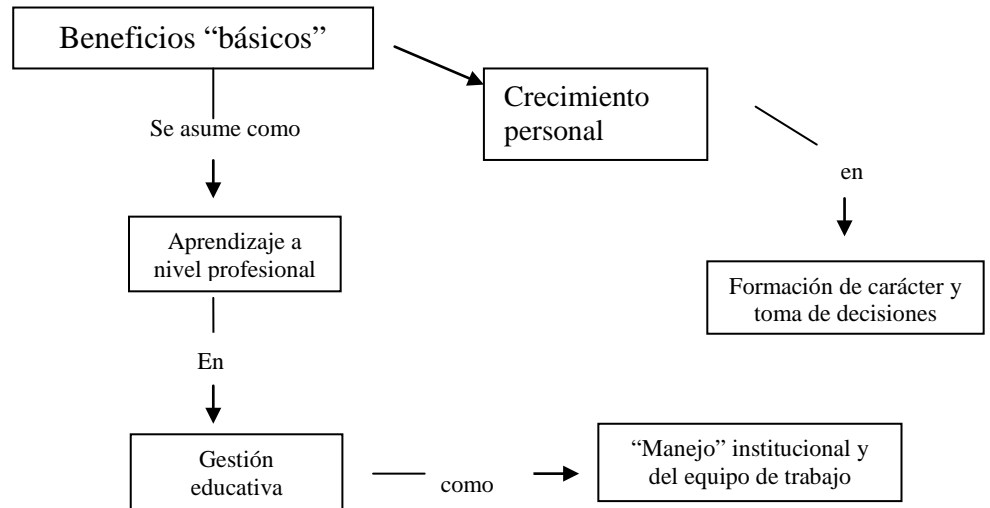 Beneficios “básicos”
Crecimiento
personal
Se asume como
en
Aprendizaje a
nivel profesional
Formación de carácter y
toma de decisiones
En
Gestión
educativa
como
“Manejo” institucional y
del equipo de trabajo